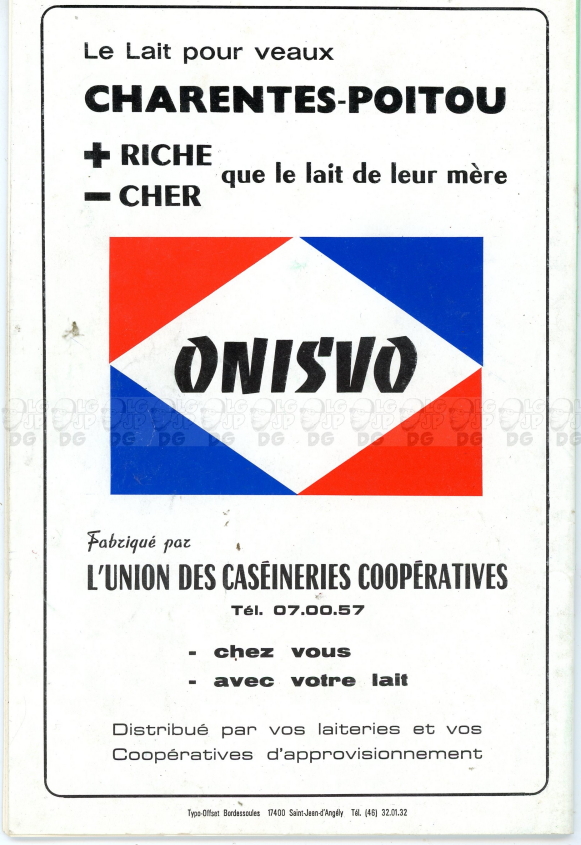 Le Lait pour veaux
CHARENTES-POITOU
+ RICHE
- CHER
que le lait de leur mère
ONISVO
Fabriqué par
L'UNION DES CASÉINERIES COOPÉRATIVES
Tél. 07.00.57
- chez vous
- avec votre lait
Distribué par vos laiteries et vos
Coopératives d'approvisionnement
Typo-Offset Bordessoules 17400 Saint-Jean-d'Angély Tél. (46) 32.01.32